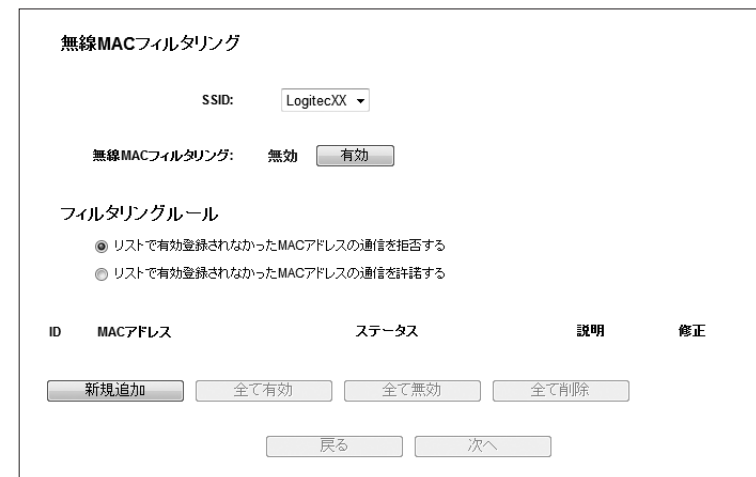 無線MACフィルタリング
SSID: LogitecXX
無線MACフィルタリング: 無効 有効
フィルタリングルール
リストで有効登録されなかったMACアドレスの通信を拒否する
リストで有効登録されなかったMACアドレスの通信を許諾する
ID MACアドレス ステータス 説明 修正
新規追加 全て有効 全て無効 全て削除
戻る 次へ